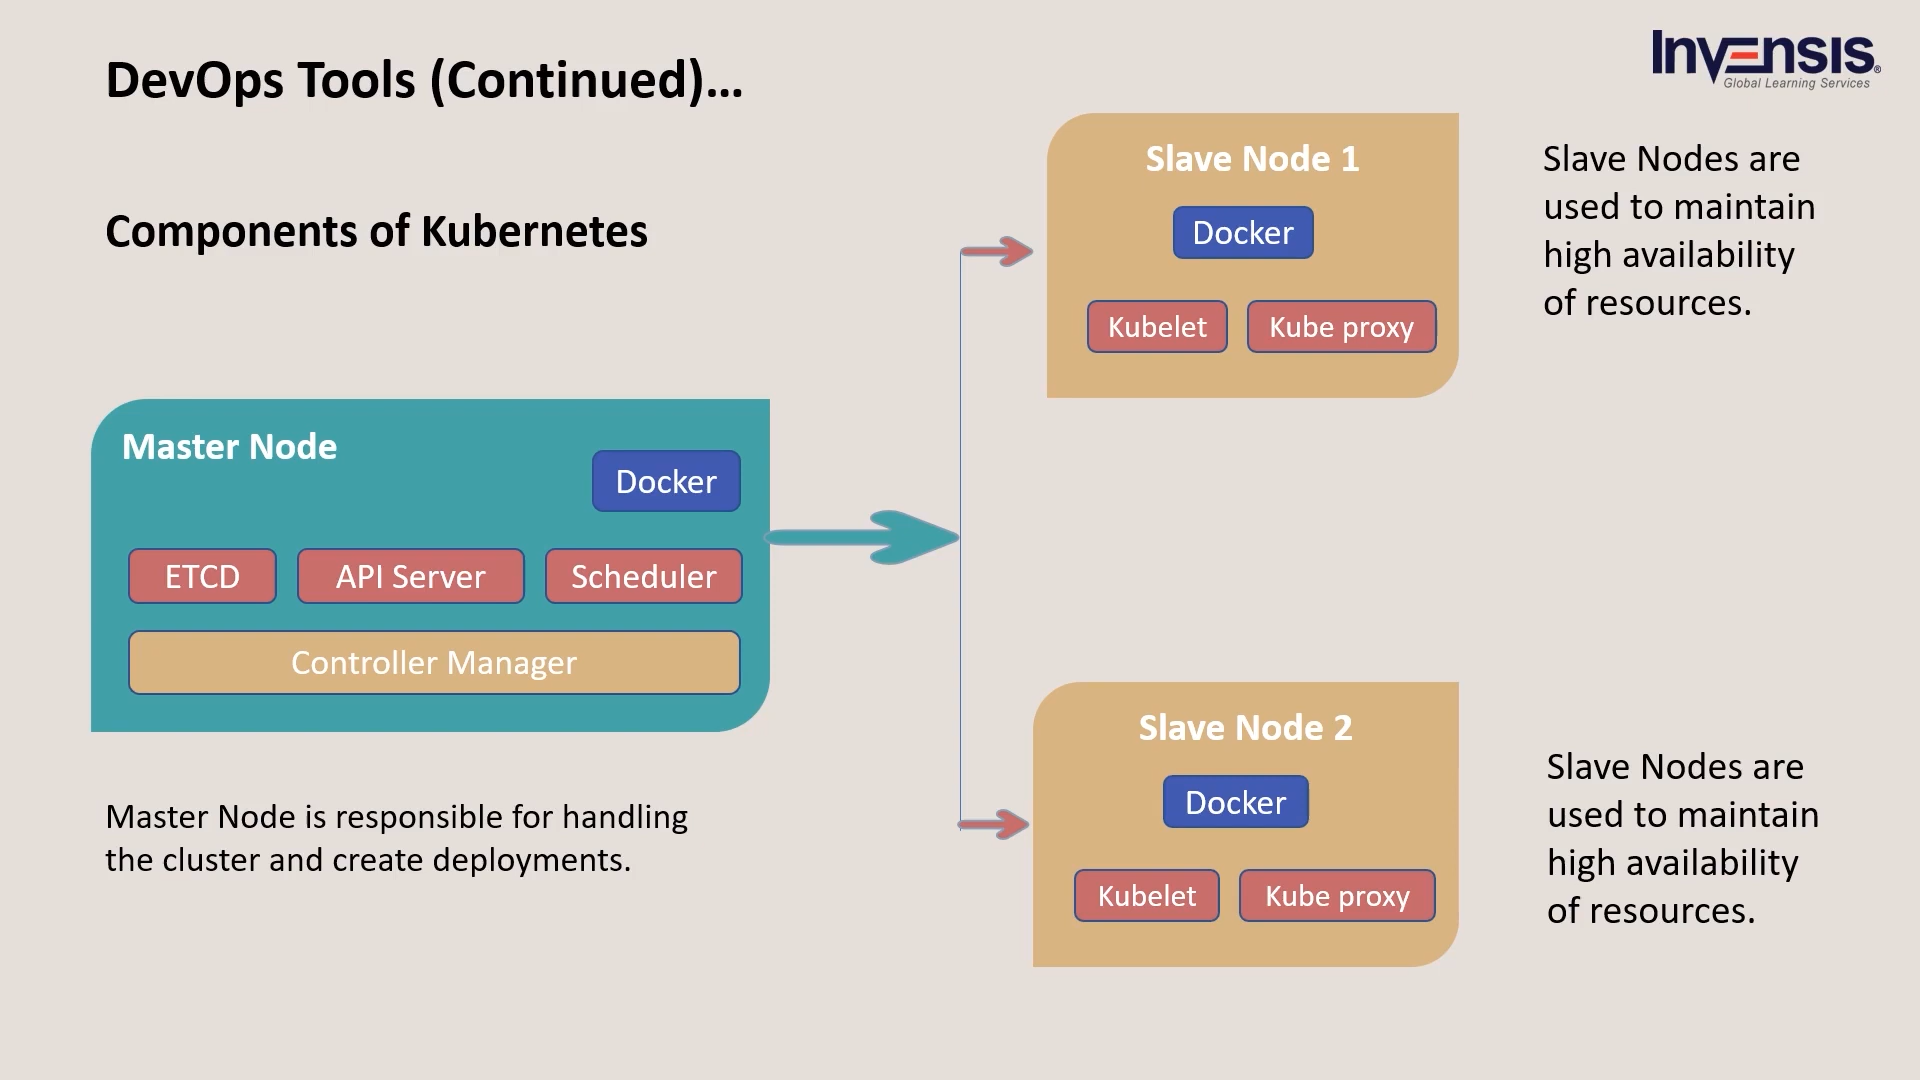 DevOps Tools (Continued)...
Invensis®
Global Learning Services
Components of Kubernetes
Master Node
Docker
ETCD
API Server
Scheduler
Controller Manager
Master Node is responsible for handling
the cluster and create deployments.
Slave Node 1
Docker
Kubelet
Kube proxy
Slave Nodes are
used to maintain
high availability
of resources.
Slave Node 2
Docker
Kubelet
Kube proxy
Slave Nodes are
used to maintain
high availability
of resources.